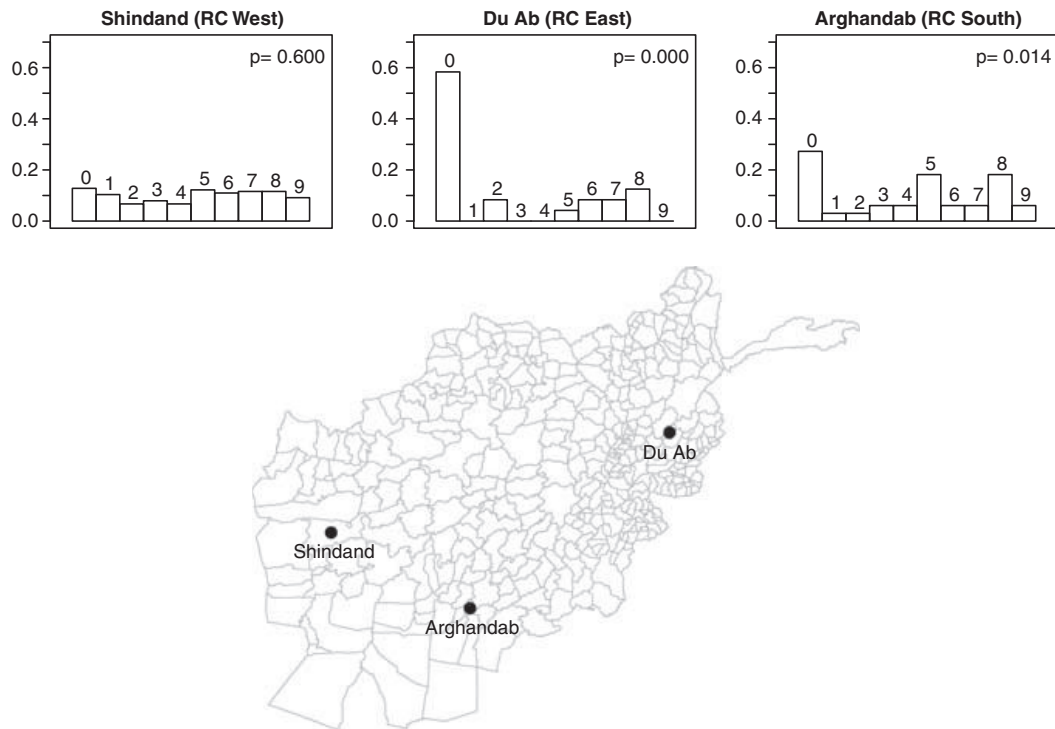 Shindand (RC West)
0.6
0.4
0.2
0.0
p= 0.600
0 1 2 3 4 5 6 7 8 9
Du Ab (RC East)
0.6
0.4
0.2
0.0
p= 0.000
0 1 2 3 4 5 6 7 8 9
Arghandab (RC South)
0.6
0.4
0.2
0.0
p= 0.014
0 1 2 3 4 5 6 7 8 9
Du Ab
Shindand
Arghandab